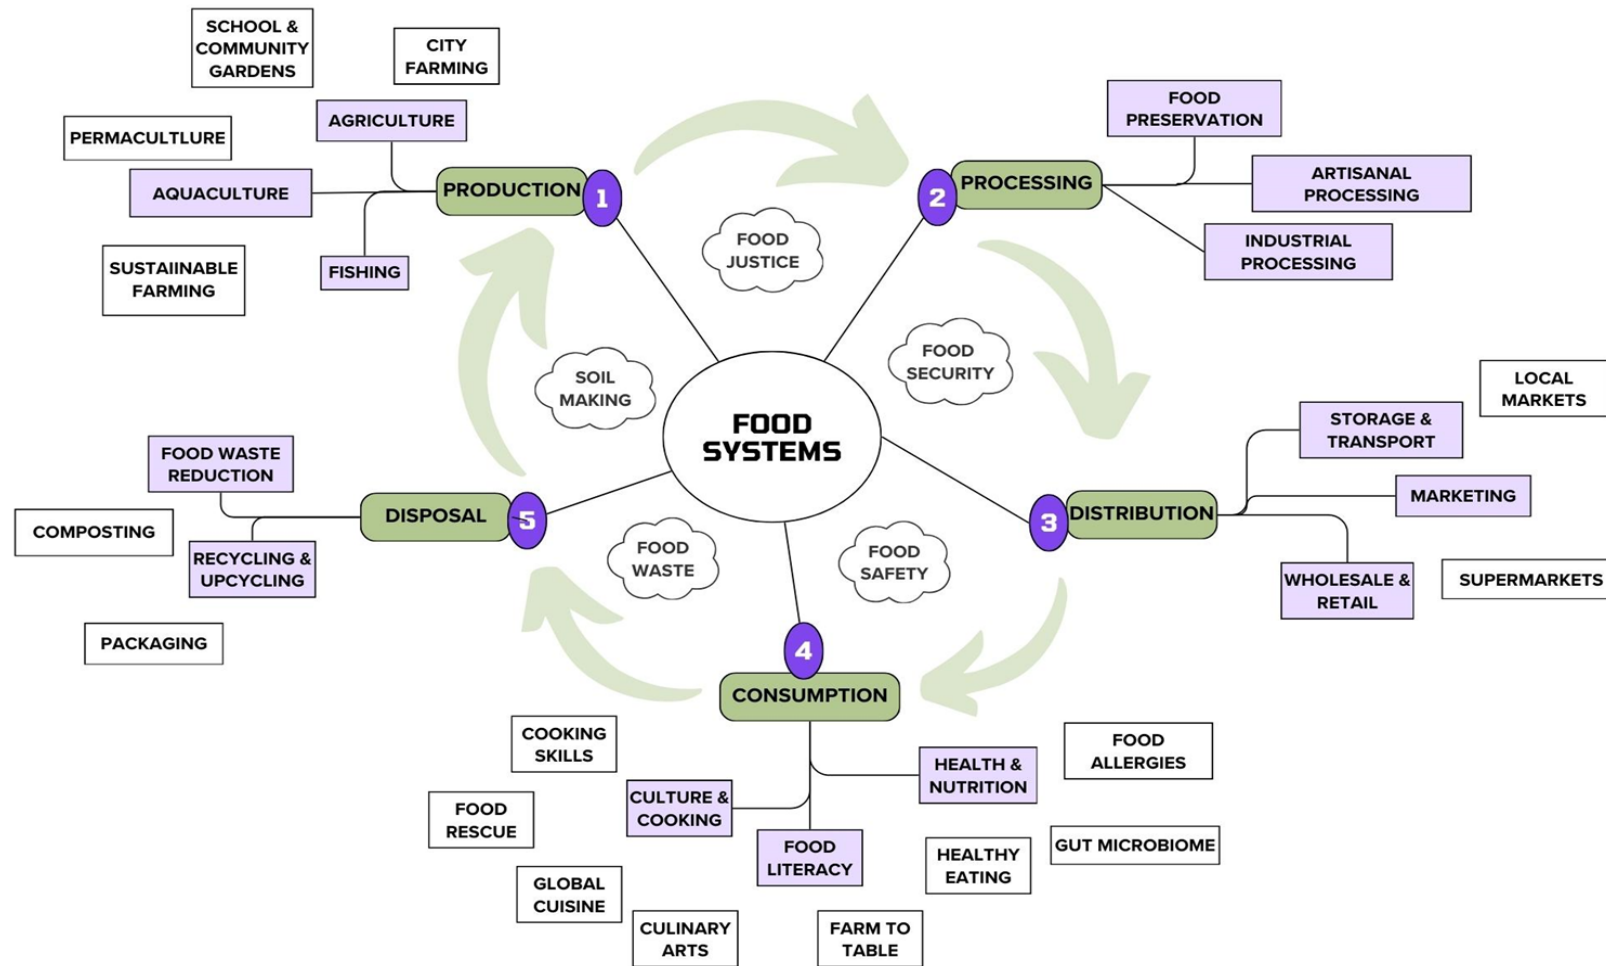 SCHOOL &
COMMUNITY
GARDENS
CITY
FARMING
AGRICULTURE
PERMACULTLURE
AQUACULTURE
PRODUCTION
1
SUSTAIINABLE
FARMING
FISHING
2
PROCESSING
FOOD
PRESERVATION
ARTISANAL
PROCESSING
INDUSTRIAL
PROCESSING
FOOD
JUSTICE
FOOD
SECURITY
SOIL
MAKING
FOOD
SYSTEMS
LOCAL
MARKETS
STORAGE &
TRANSPORT
MARKETING
3
DISTRIBUTION
WHOLESALE &
RETAIL
SUPERMARKETS
FOOD WASTE
REDUCTION
DISPOSAL
5
COMPOSTING
RECYCLING &
UPCYCLING
PACKAGING
FOOD
WASTE
FOOD
SAFETY
4
CONSUMPTION
COOKING
SKILLS
CULTURE &
COOKING
FOOD
RESCUE
FOOD
LITERACY
GLOBAL
CUISINE
CULINARY
ARTS
HEALTH &
NUTRITION
FOOD
ALLERGIES
HEALTHY
EATING
GUT MICROBIOME
FARM TO
TABLE